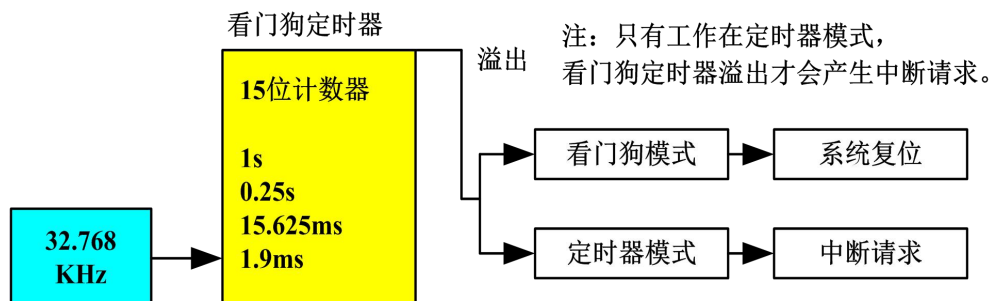 看门狗定时器
15位计数器
1s
0.25s
15.625ms
1.9ms
32.768
KHz
溢出
注：只有工作在定时器模式，
看门狗定时器溢出才会产生中断请求。
看门狗模式
系统复位
定时器模式
中断请求